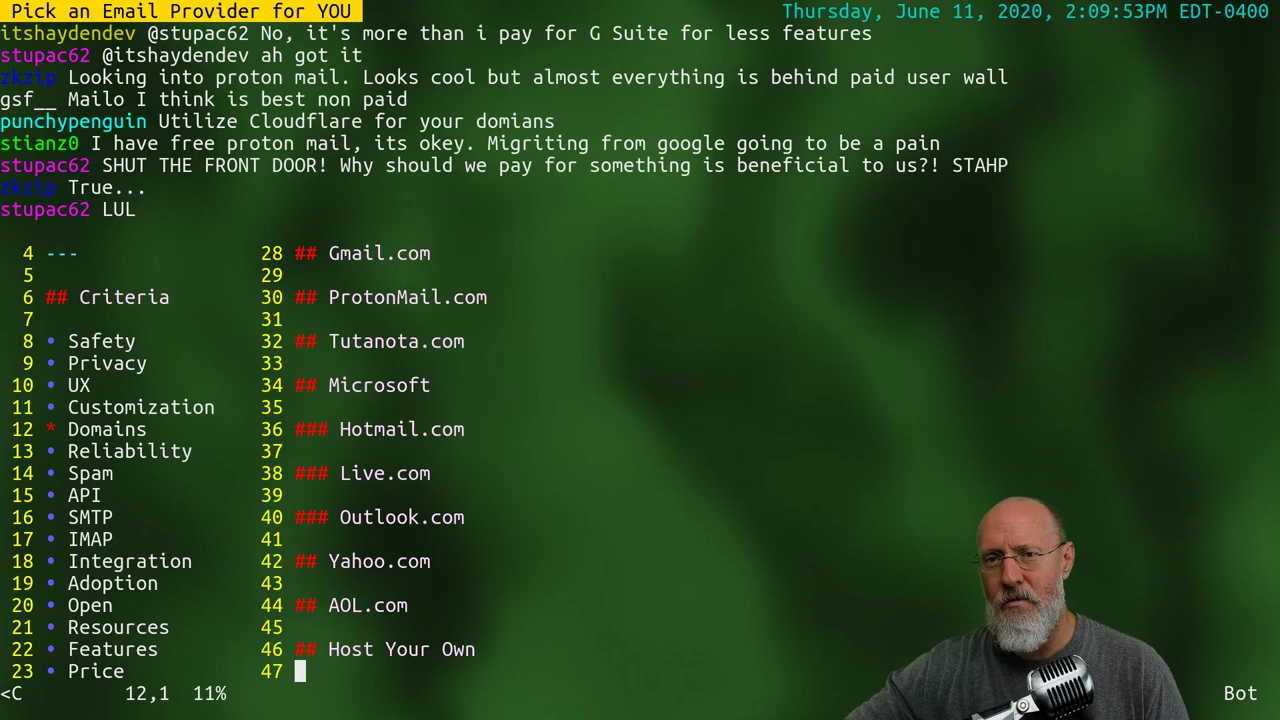 Pick an Email Provider for YOU
Thursday, June 11, 2020, 2:09:53PM EDT-0400
itshaydendev @stupac62 No, it's more than i pay for G Suite for less features
stupac62 @itshaydendev ah got it
zkzip Looking into proton mail. Looks cool but almost everything is behind paid user wall
gsf__ Mailo I think is best non paid
punchypenguin Utilize Cloudflare for your domians
stianz0 I have free proton mail, its okey. Migriting from google going to be a pain
stupac62 SHUT THE FRONT DOOR! Why should we pay for something is beneficial to us?! STAHP
zkzip True...
stupac62 LUL
4 ---
5
6 ## Criteria
7
8 • Safety
9 • Privacy
10 • UX
11 • Customization
12 * Domains
13 • Reliability
14 • Spam
15 • API
16 • SMTP
17 • IMAP
18 • Integration
19 • Adoption
20 • Open
21 • Resources
22 • Features
23 • Price
28 ## Gmail.com
29
30 ## ProtonMail.com
31
32 ## Tutanota.com
33
34 ## Microsoft
35
36 ### Hotmail.com
37
38 ### Live.com
39
40 ### Outlook.com
41
42 ## Yahoo.com
43
44 ## AOL.com
45
46 ## Host Your Own
47
<C 12,1 11% Bot